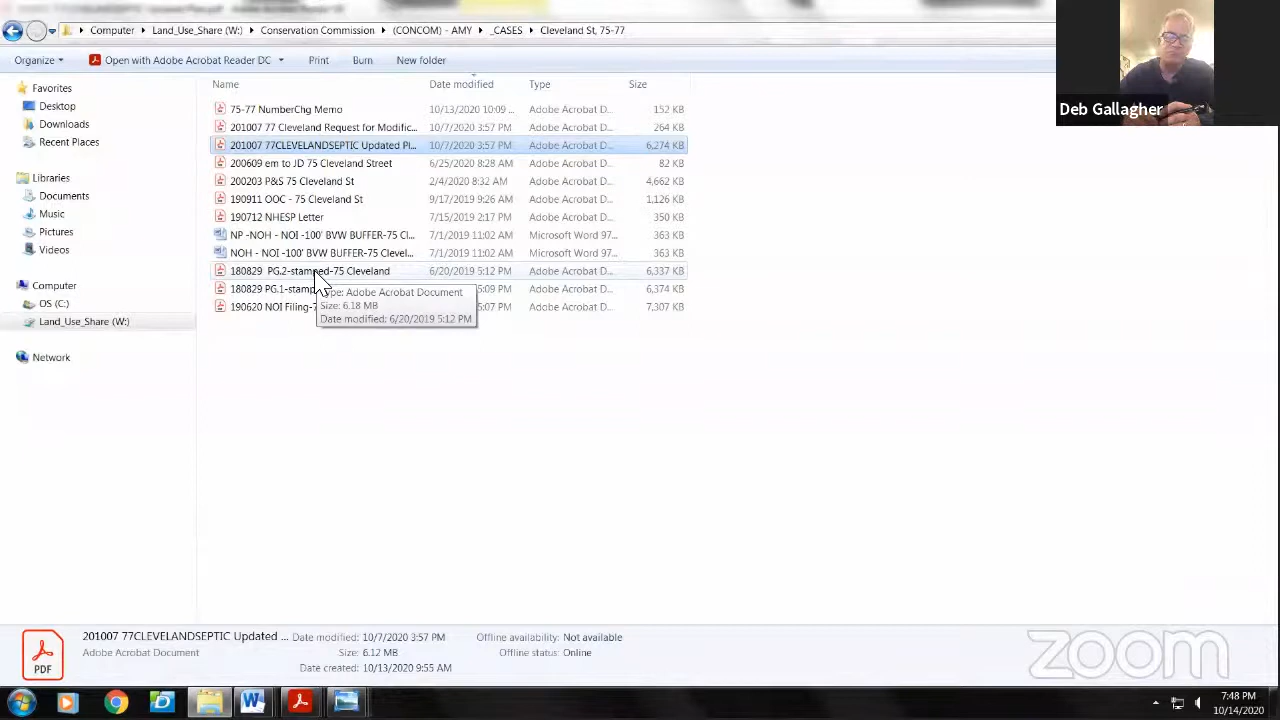 Computer Land_Use_Share (W:) Conservation Commission (CONCOM) - AMY _CASES Cleveland St, 75-77
Organize Open with Adobe Acrobat Reader DC Print Burn New folder
Deb Gallagher
Favorites
Desktop
Downloads
Recent Places
Libraries
Documents
Music
Pictures
Videos
Computer
OS (C:)
Land_Use_Share (W:)
Network
Name Date modified Type Size
75-77 NumberChg Memo 10/13/2020 10:09 ... Adobe Acrobat D... 152 KB
201007 77 Cleveland Request for Modific... 10/7/2020 3:57 PM Adobe Acrobat D... 264 KB
201007 77CLEVELANDSEPTIC Updated Pl... 10/7/2020 3:57 PM Adobe Acrobat D... 6,274 KB
200609 em to JD 75 Cleveland Street 6/25/2020 8:28 AM Adobe Acrobat D... 82 KB
200203 P&S 75 Cleveland St 2/4/2020 8:32 AM Adobe Acrobat D... 4,662 KB
190911 OOC - 75 Cleveland St 9/17/2019 9:26 AM Adobe Acrobat D... 1,126 KB
190712 NHESP Letter 7/15/2019 2:17 PM Adobe Acrobat D... 350 KB
NP -NOH - NOI -100' BVW BUFFER-75 Cl... 7/1/2019 11:02 AM Microsoft Word 97... 363 KB
NOH - NOI -100' BVW BUFFER-75 Clevel... 7/1/2019 11:02 AM Microsoft Word 97... 363 KB
180829 PG.2-stamped-75 Cleveland 6/20/2019 5:12 PM Adobe Acrobat D... 6,337 KB
180829 PG.1-stamp 5:09 PM Adobe Acrobat D... 6,374 KB
190620 NOI Filing-7 5:07 PM Adobe Acrobat D... 7,307 KB
Type: Adobe Acrobat Document
Size: 6.18 MB
Date modified: 6/20/2019 5:12 PM
PDF
201007 77CLEVELANDSEPTIC Updated ... Date modified: 10/7/2020 3:57 PM Offline availability: Not available
Adobe Acrobat Document Size: 6.12 MB Offline status: Online
Date created: 10/13/2020 9:55 AM
zoom
7:48 PM
10/14/2020